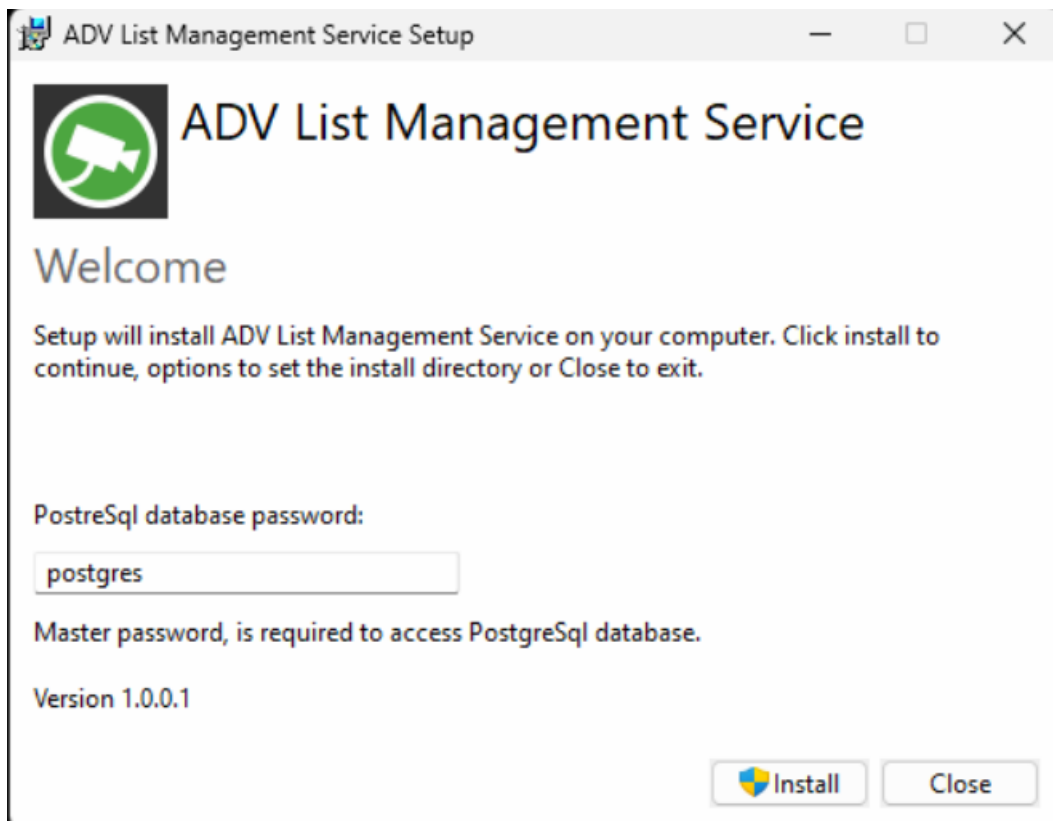 ADV List Management Service Setup
ADV List Management Service
Welcome
Setup will install ADV List Management Service on your computer. Click install to
continue, options to set the install directory or Close to exit.
PostreSql database password:
postgres
Master password, is required to access PostgreSql database.
Version 1.0.0.1
Install
Close